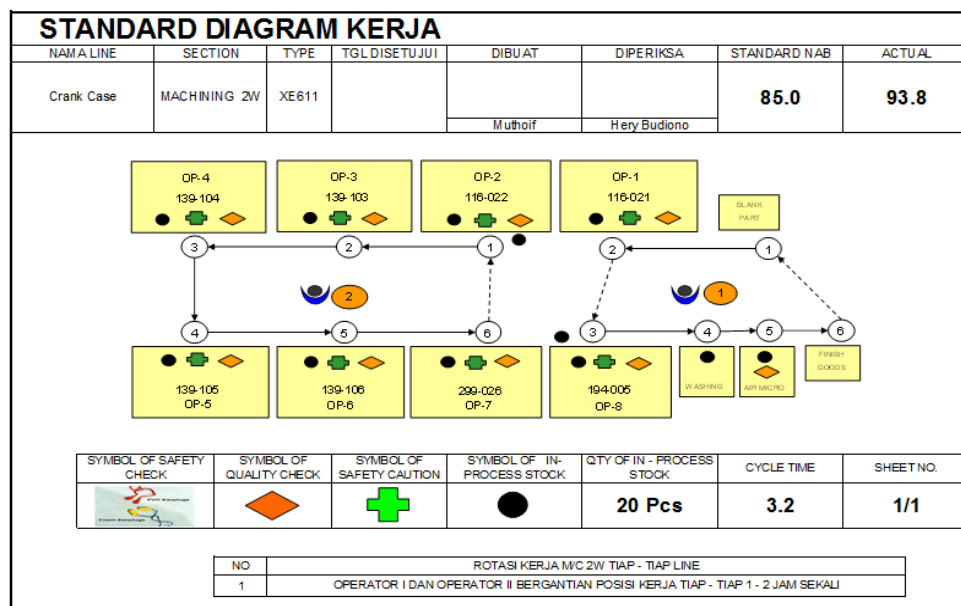 STANDARD DIAGRAM KERJA
NAMA LINE SECTION TYPE TGL DISETUJUI DIBUAT DIPERIKSA STANDARD NAB ACTUAL
Crank Case MACHINING 2W XE611 85.0 93.8
Muthoif Hery Budiono
OP-4 OP-3 OP-2 OP-1
139-104 139-103 116-022 116-021
BLANK
PART
3 2 1 2 1
2 1
4 5 6 3 4 5 6
139-105 139-106 299-026 194-005
OP-5 OP-6 OP-7 OP-8
WASHING AIR MICRO
FINISH
GOODS
SYMBOL OF SAFETY CHECK
SYMBOL OF QUALITY CHECK
SYMBOL OF SAFETY CAUTION
SYMBOL OF IN-PROCESS STOCK
QTY OF IN - PROCESS STOCK
CYCLE TIME SHEET NO.
PVC Earplugs
Foam Earplugs
20 Pcs 3.2 1/1
NO ROTASI KERJA M/C 2W TIAP - TIAP LINE
1 OPERATOR I DAN OPERATOR II BERGANTIAN POSISI KERJA TIAP - TIAP 1 - 2 JAM SEKALI